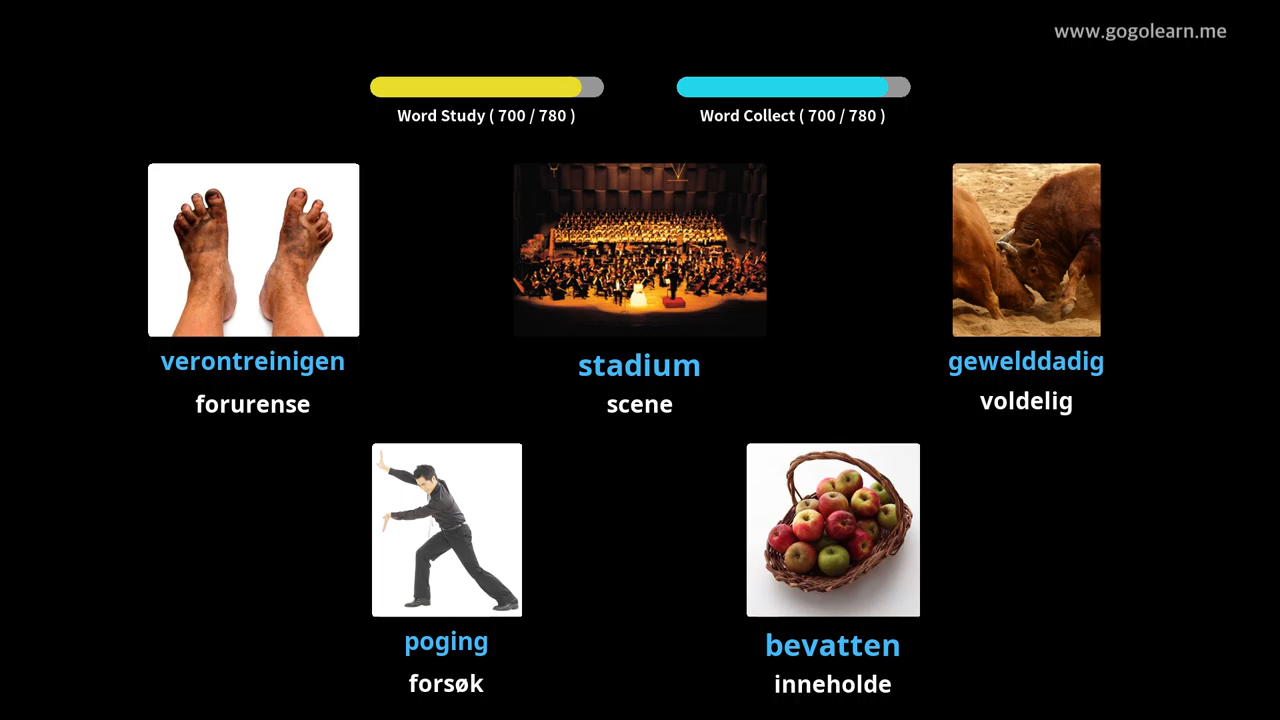 www.gogolearn.me
Word Study ( 700 / 780 )
Word Collect ( 700 / 780 )
verontreinigen
forurense
stadium
scene
gewelddadig
voldelig
poging
forsøk
bevatten
inneholde